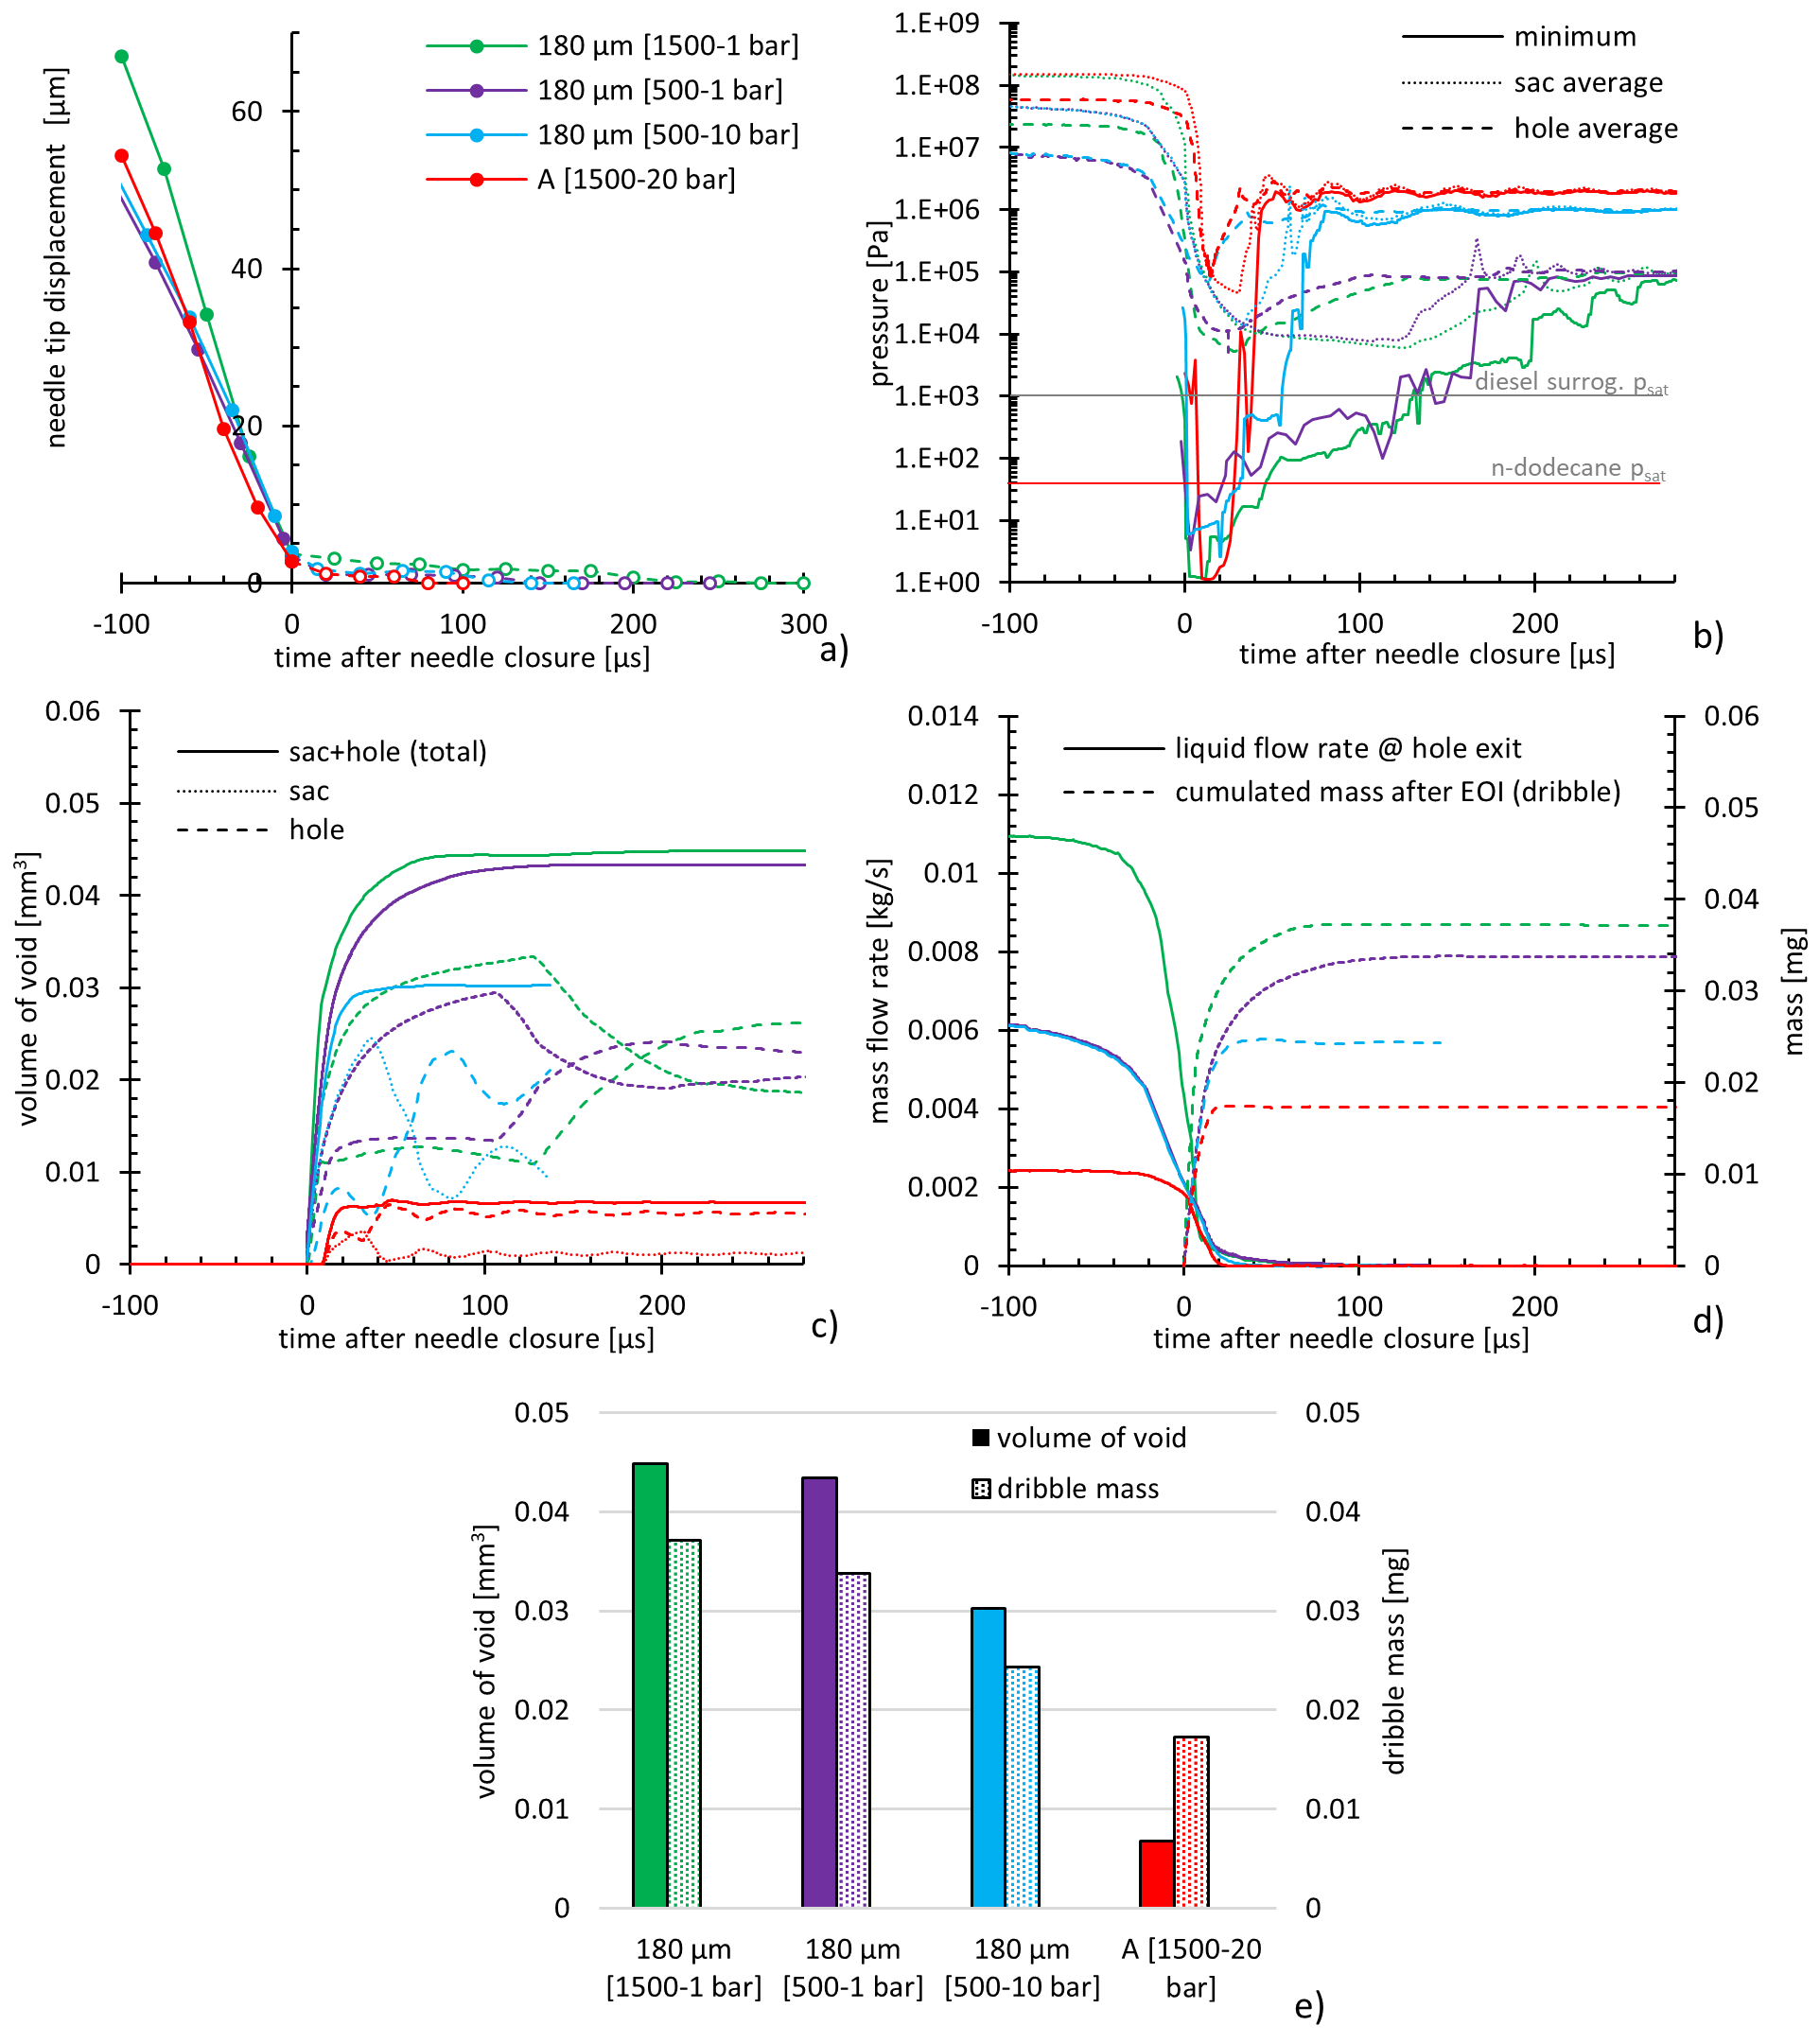 needle tip displacement [µm]
60
40
20
0
-100
0
100
200
300
time after needle closure [µs]
180 µm [1500-1 bar]
180 µm [500-1 bar]
180 µm [500-10 bar]
A [1500-20 bar]
a)
pressure [Pa]
1.E+09
1.E+08
1.E+07
1.E+06
1.E+05
1.E+04
1.E+03
1.E+02
1.E+01
1.E+00
-100
0
100
200
time after needle closure [µs]
minimum
sac average
hole average
diesel surrog. psat
n-dodecane psat
b)
volume of void [mm³]
0.06
0.05
0.04
0.03
0.02
0.01
0
-100
0
100
200
time after needle closure [µs]
sac+hole (total)
sac
hole
c)
mass flow rate [kg/s]
0.014
0.012
0.01
0.008
0.006
0.004
0.002
0
-100
0
100
200
time after needle closure [µs]
liquid flow rate @ hole exit
cumulated mass after EOI (dribble)
0.06
0.05
0.04
0.03
0.02
0.01
0
mass [mg]
d)
volume of void [mm³]
0.05
0.04
0.03
0.02
0.01
0
volume of void
dribble mass
0.05
0.04
0.03
0.02
0.01
0
dribble mass [mg]
180 µm
[1500-1 bar]
180 µm
[500-1 bar]
180 µm
[500-10 bar]
A [1500-20
bar]
e)